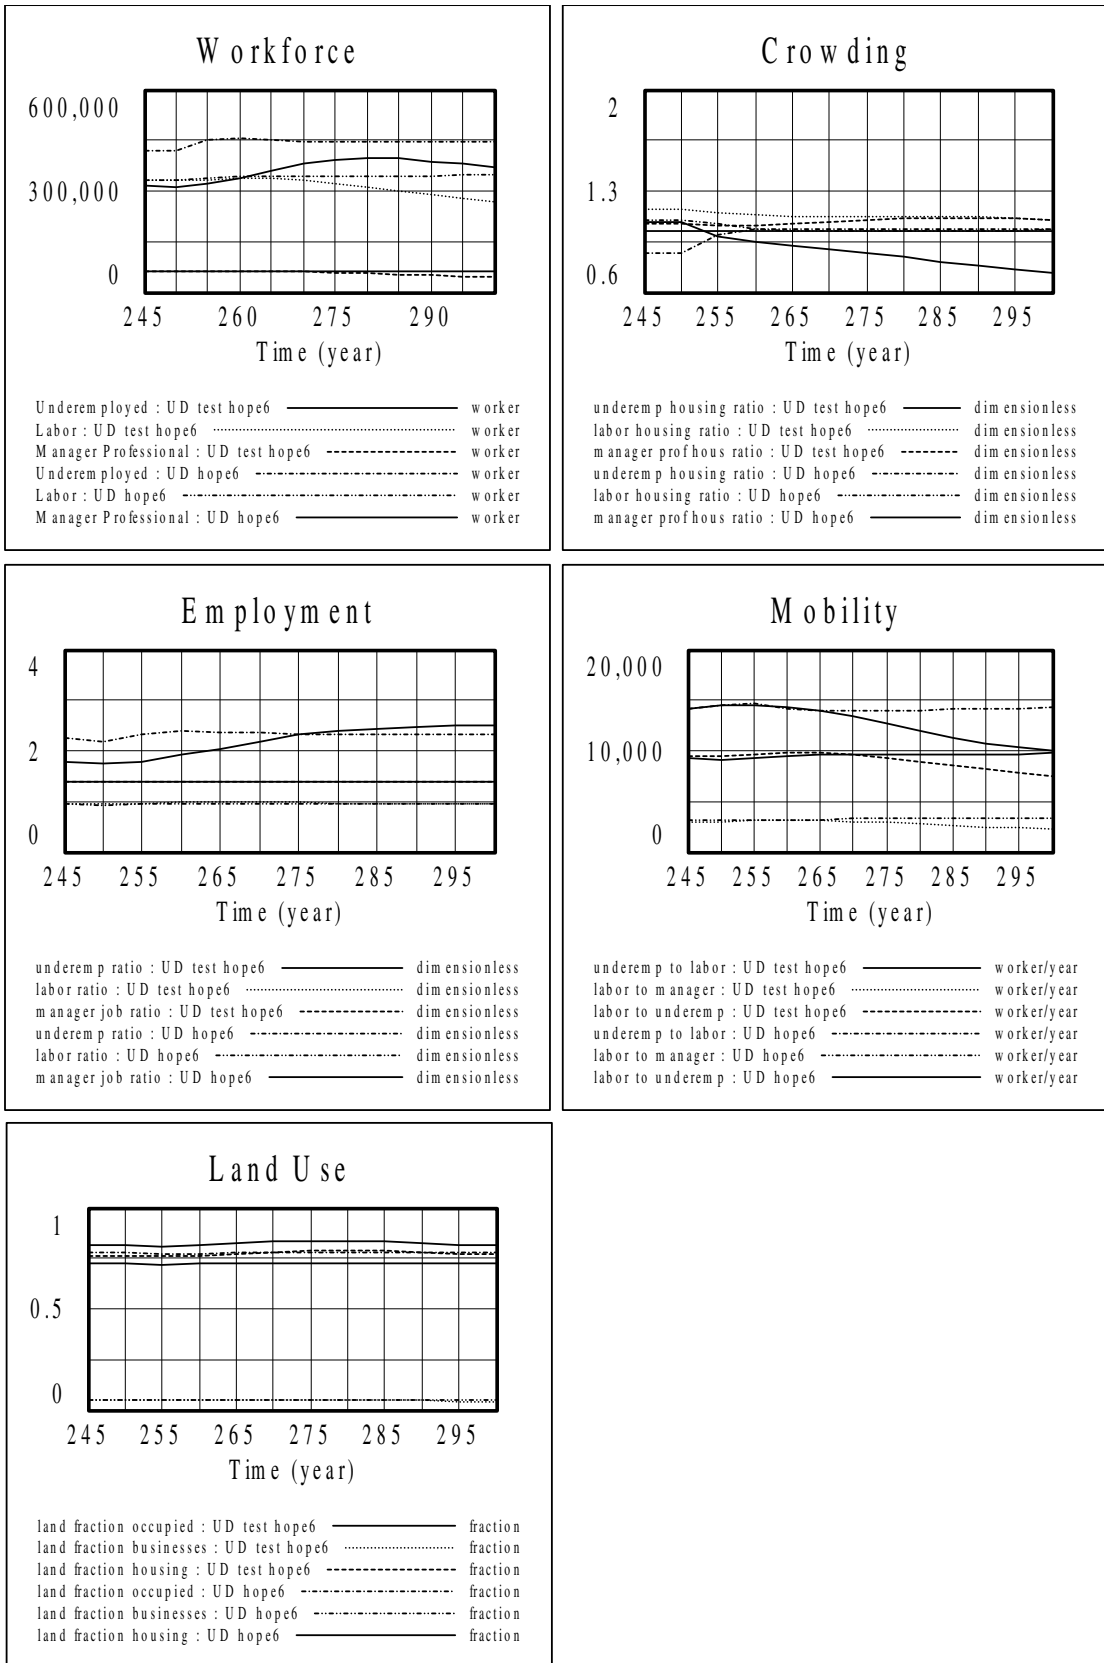 Workforce
600,000
300,000
0
245 260 275 290
Time (year)
Underemployed : UD test hope6 worker
Labor : UD test hope6 worker
Manager Professional : UD test hope6 worker
Underemployed : UD hope6 worker
Labor : UD hope6 worker
Manager Professional : UD hope6 worker
Crowding
2
1.3
0.6
245 255 265 275 285 295
Time (year)
underemp housing ratio : UD test hope6 dimensionless
labor housing ratio : UD test hope6 dimensionless
manager prof hous ratio : UD test hope6 dimensionless
underemp housing ratio : UD hope6 dimensionless
labor housing ratio : UD hope6 dimensionless
manager prof hous ratio : UD hope6 dimensionless
Employment
4
2
0
245 255 265 275 285 295
Time (year)
underemp ratio : UD test hope6 dimensionless
labor ratio : UD test hope6 dimensionless
manager job ratio : UD test hope6 dimensionless
underemp ratio : UD hope6 dimensionless
labor ratio : UD hope6 dimensionless
manager job ratio : UD hope6 dimensionless
Mobility
20,000
10,000
0
245 255 265 275 285 295
Time (year)
underemp to labor : UD test hope6 worker/year
labor to manager : UD test hope6 worker/year
labor to underemp : UD test hope6 worker/year
underemp to labor : UD hope6 worker/year
labor to manager : UD hope6 worker/year
labor to underemp : UD hope6 worker/year
Land Use
1
0.5
0
245 255 265 275 285 295
Time (year)
land fraction occupied : UD test hope6 fraction
land fraction businesses : UD test hope6 fraction
land fraction housing : UD test hope6 fraction
land fraction occupied : UD hope6 fraction
land fraction businesses : UD hope6 fraction
land fraction housing : UD hope6 fraction